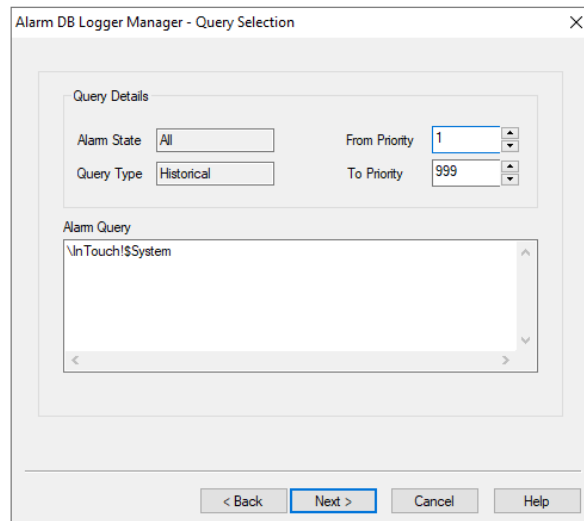 Alarm DB Logger Manager - Query Selection
Query Details
Alarm State All From Priority 1
Query Type Historical To Priority 999
Alarm Query
\InTouch!$System
< Back Next > Cancel Help